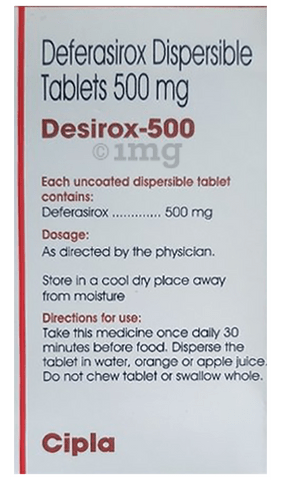 Deferasirox Dispersible
Tablets 500 mg
Desirox-500
© 1mg
Each uncoated dispersible tablet
contains:
Deferasirox ............. 500 mg
Dosage:
As directed by the physician.
Store in a cool dry place away
from moisture
Directions for use:
Take this medicine once daily 30
minutes before food. Disperse the
tablet in water, orange or apple juice.
Do not chew tablet or swallow whole.
Cipla